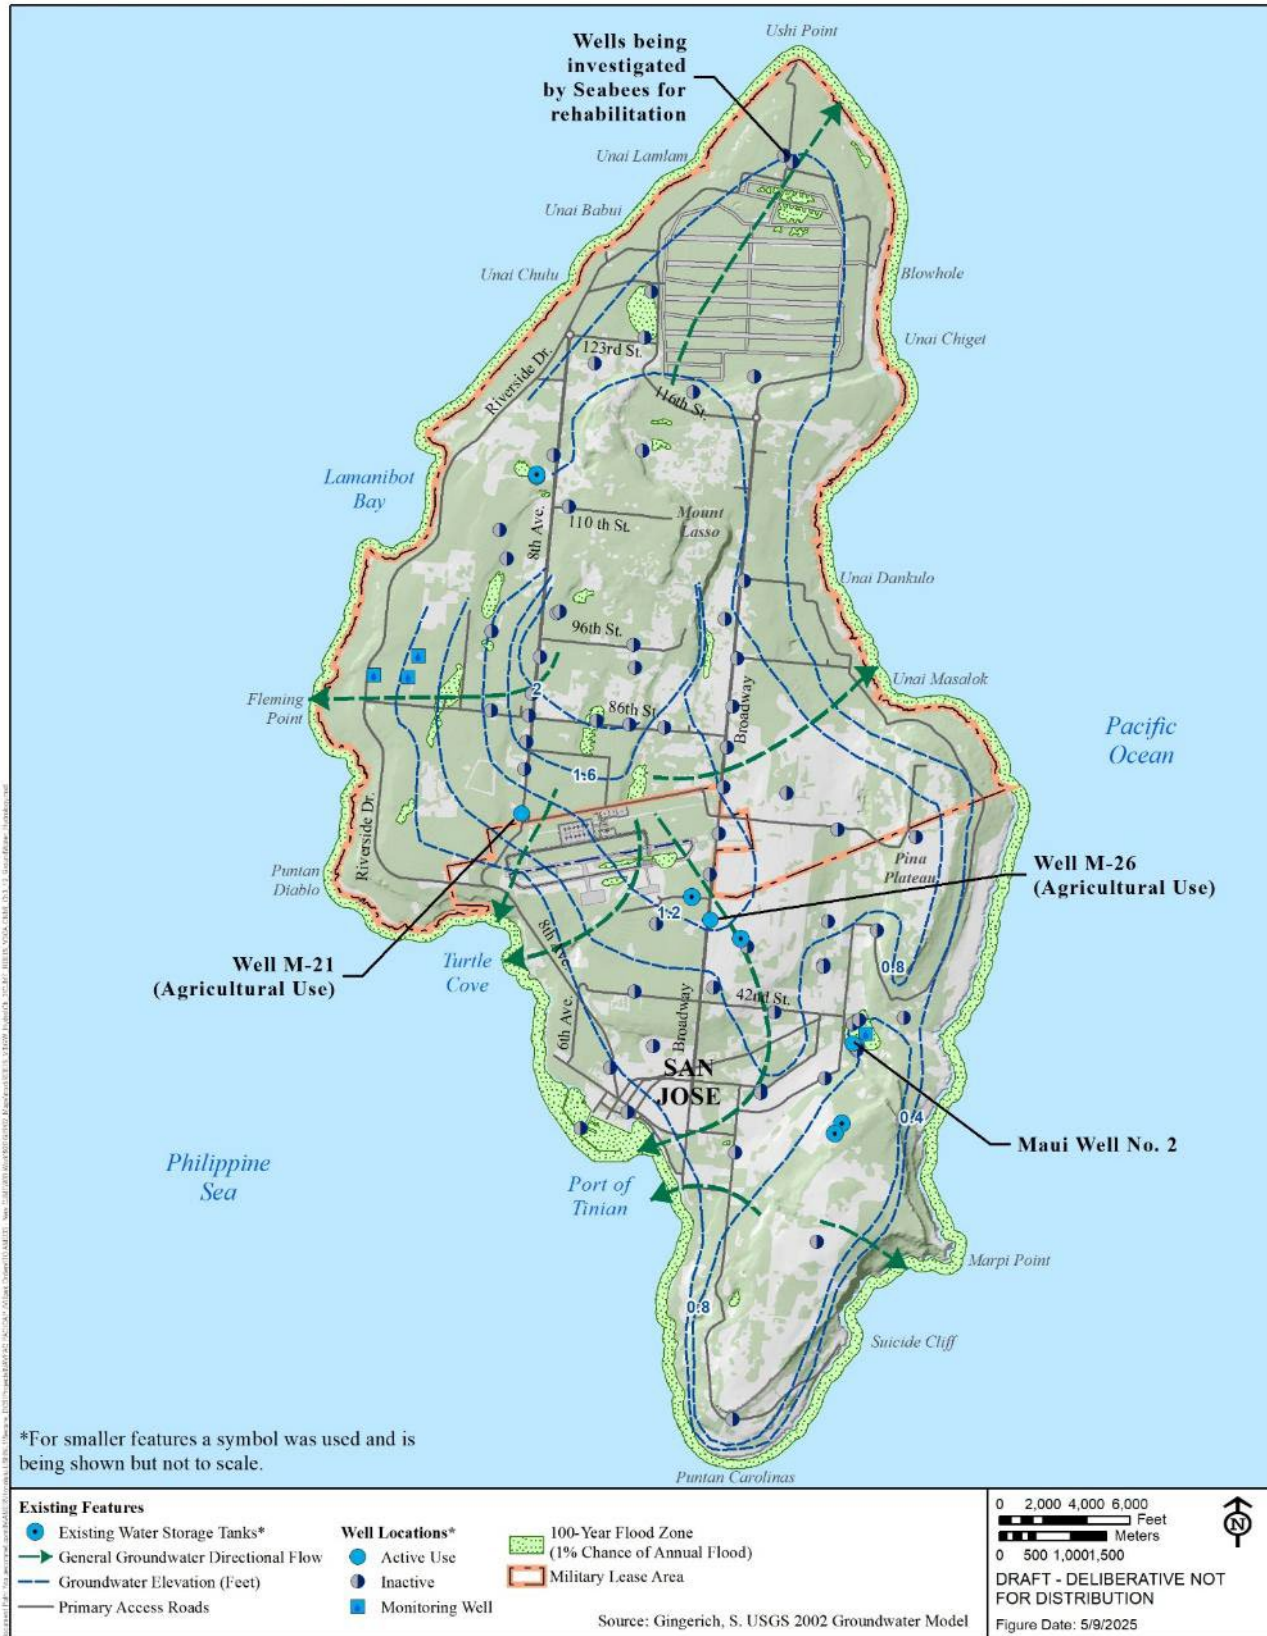 Ushi Point
Wells being
investigated
by Seabees for
rehabilitation
Unai Lamlam
Unai Babui
Unai Chulu
Blowhole
Unai Chiget
123rd St.
Riverside Dr.
116th St.
Lamanibot
Bay
8th Ave.
110 th St.
Mount
Lasso
Unai Dankulo
96th St.
Fleming
Point
2
86th St.
Broadway
Unai Masalok
Pacific
Ocean
1.6
Riverside Dr.
Puntan
Diablo
Pina
Plateau
Well M-26
(Agricultural Use)
1.2
8th Ave
Well M-21
(Agricultural Use)
Turtle
Cove
0.8
42nd St.
6th Ave.
Broadway
SAN
JOSE
0.4
Maui Well No. 2
Philippine
Sea
Port of
Tinian
Marpi Point
0.8
Suicide Cliff
*For smaller features a symbol was used and is
being shown but not to scale.
Puntan Carolinas
Existing Features
Existing Water Storage Tanks*
General Groundwater Directional Flow
Groundwater Elevation (Feet)
Primary Access Roads
Well Locations*
Active Use
Inactive
Monitoring Well
100-Year Flood Zone
(1% Chance of Annual Flood)
Military Lease Area
Source: Gingerich, S. USGS 2002 Groundwater Model
0 2,000 4,000 6,000
Feet
Meters
0 500 1,0001,500
N
DRAFT - DELIBERATIVE NOT
FOR DISTRIBUTION
Figure Date: 5/9/2025